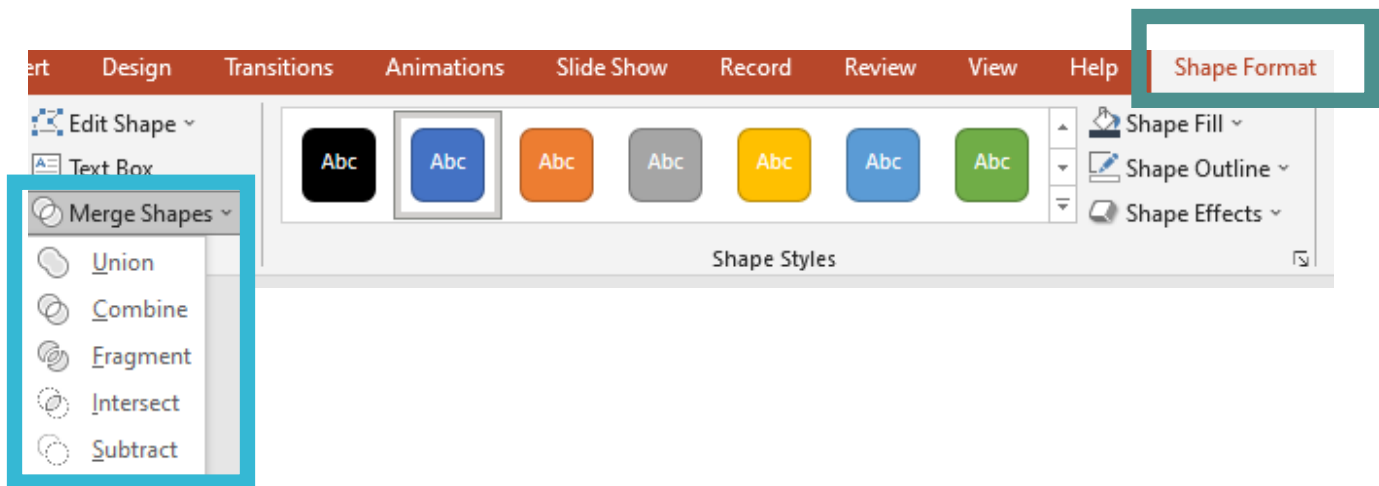 ert Design Transitions Animations Slide Show Record Review View Help Shape Format
Edit Shape
Text Box
Merge Shapes
Union
Combine
Fragment
Intersect
Subtract
Abc Abc Abc Abc Abc Abc Abc
Shape Styles
Shape Fill
Shape Outline
Shape Effects